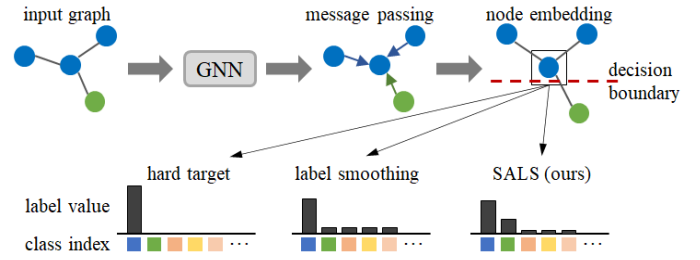 input graph
message passing
node embedding
GNN
decision
boundary
hard target
label smoothing
SALS (ours)
label value
class index
...
...
...